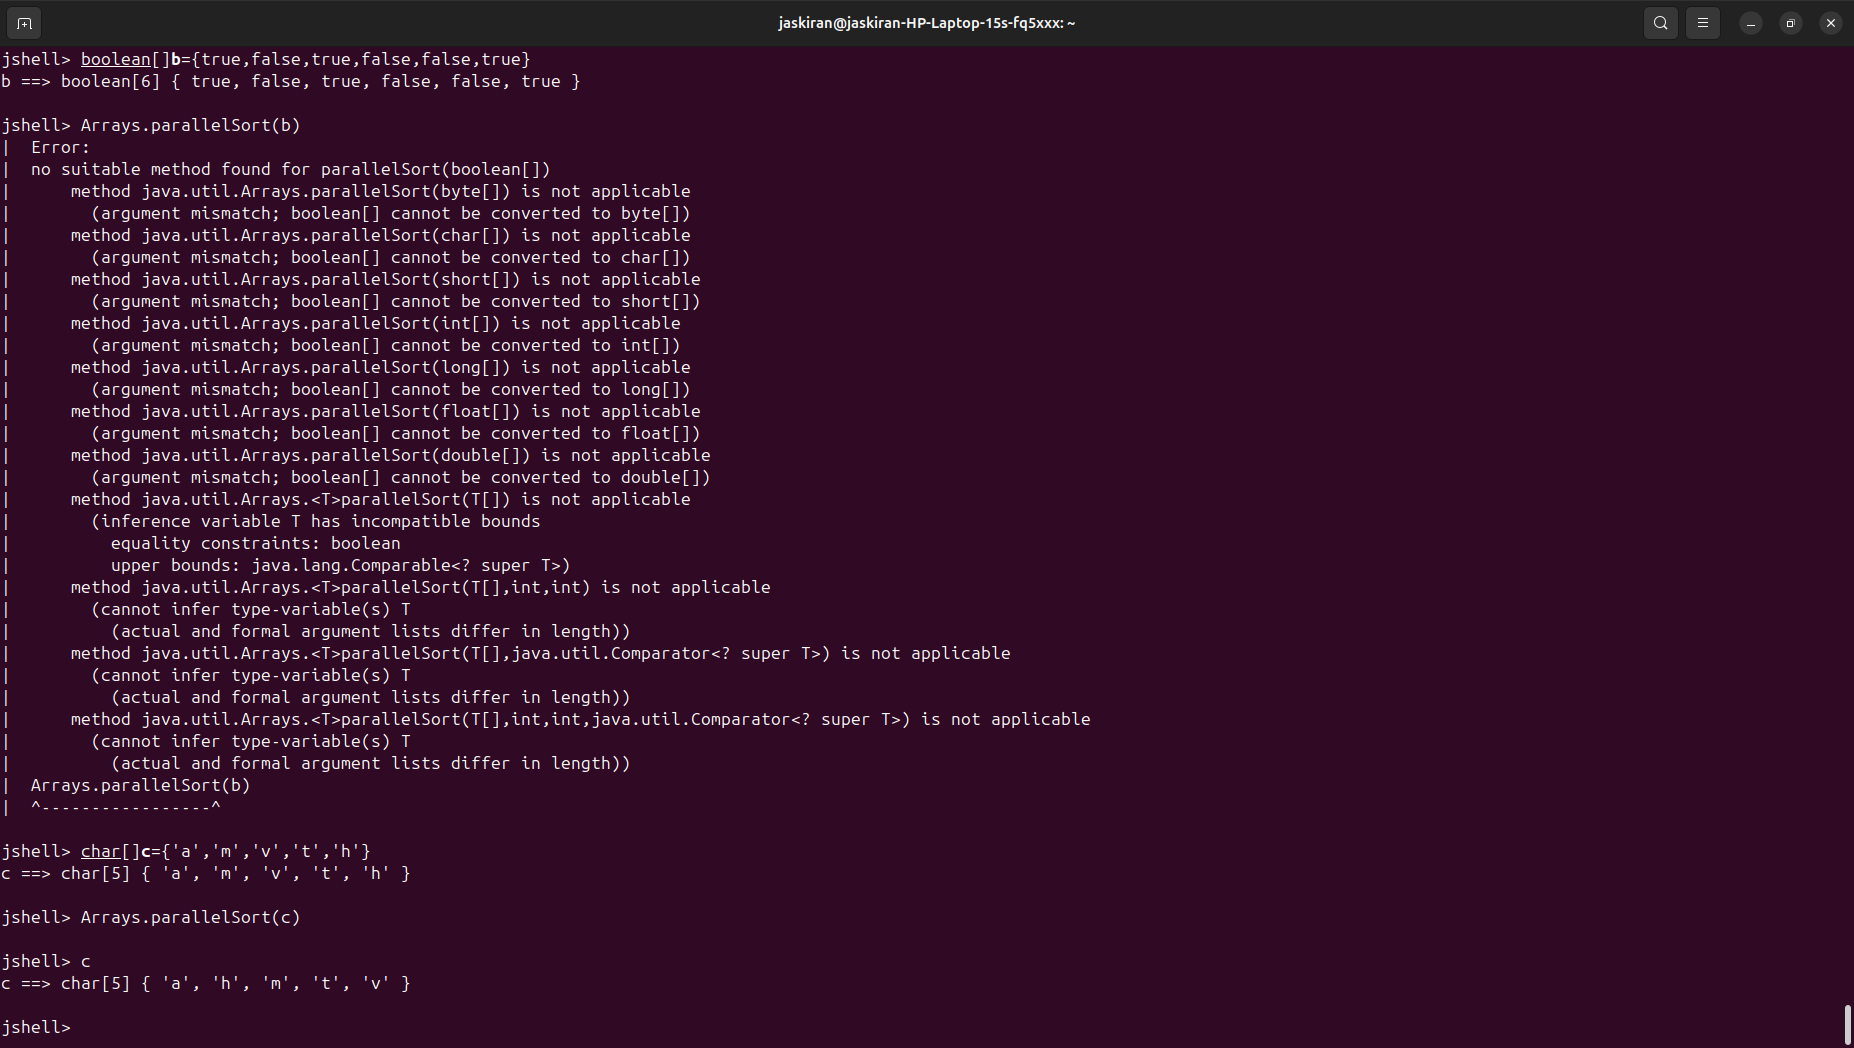 jaskiran@jaskiran-HP-Laptop-15s-fq5xxx: ~
jshell> boolean[]b={true,false,true,false,false,true}
b ==> boolean[6] { true, false, true, false, false, true }
jshell> Arrays.parallelSort(b)
|  Error:
|  no suitable method found for parallelSort(boolean[])
|      method java.util.Arrays.parallelSort(byte[]) is not applicable
|        (argument mismatch; boolean[] cannot be converted to byte[])
|      method java.util.Arrays.parallelSort(char[]) is not applicable
|        (argument mismatch; boolean[] cannot be converted to char[])
|      method java.util.Arrays.parallelSort(short[]) is not applicable
|        (argument mismatch; boolean[] cannot be converted to short[])
|      method java.util.Arrays.parallelSort(int[]) is not applicable
|        (argument mismatch; boolean[] cannot be converted to int[])
|      method java.util.Arrays.parallelSort(long[]) is not applicable
|        (argument mismatch; boolean[] cannot be converted to long[])
|      method java.util.Arrays.parallelSort(float[]) is not applicable
|        (argument mismatch; boolean[] cannot be converted to float[])
|      method java.util.Arrays.parallelSort(double[]) is not applicable
|        (argument mismatch; boolean[] cannot be converted to double[])
|      method java.util.Arrays.<T>parallelSort(T[]) is not applicable
|        (inference variable T has incompatible bounds
|          equality constraints: boolean
|          upper bounds: java.lang.Comparable<? super T>)
|      method java.util.Arrays.<T>parallelSort(T[],int,int) is not applicable
|        (cannot infer type-variable(s) T
|          (actual and formal argument lists differ in length))
|      method java.util.Arrays.<T>parallelSort(T[],java.util.Comparator<? super T>) is not applicable
|        (cannot infer type-variable(s) T
|          (actual and formal argument lists differ in length))
|      method java.util.Arrays.<T>parallelSort(T[],int,int,java.util.Comparator<? super T>) is not applicable
|        (cannot infer type-variable(s) T
|          (actual and formal argument lists differ in length))
|  Arrays.parallelSort(b)
|  ^-----------------^
jshell> char[]c={'a','m','v','t','h'}
c ==> char[5] { 'a', 'm', 'v', 't', 'h' }
jshell> Arrays.parallelSort(c)
jshell> c
c ==> char[5] { 'a', 'h', 'm', 't', 'v' }
jshell>